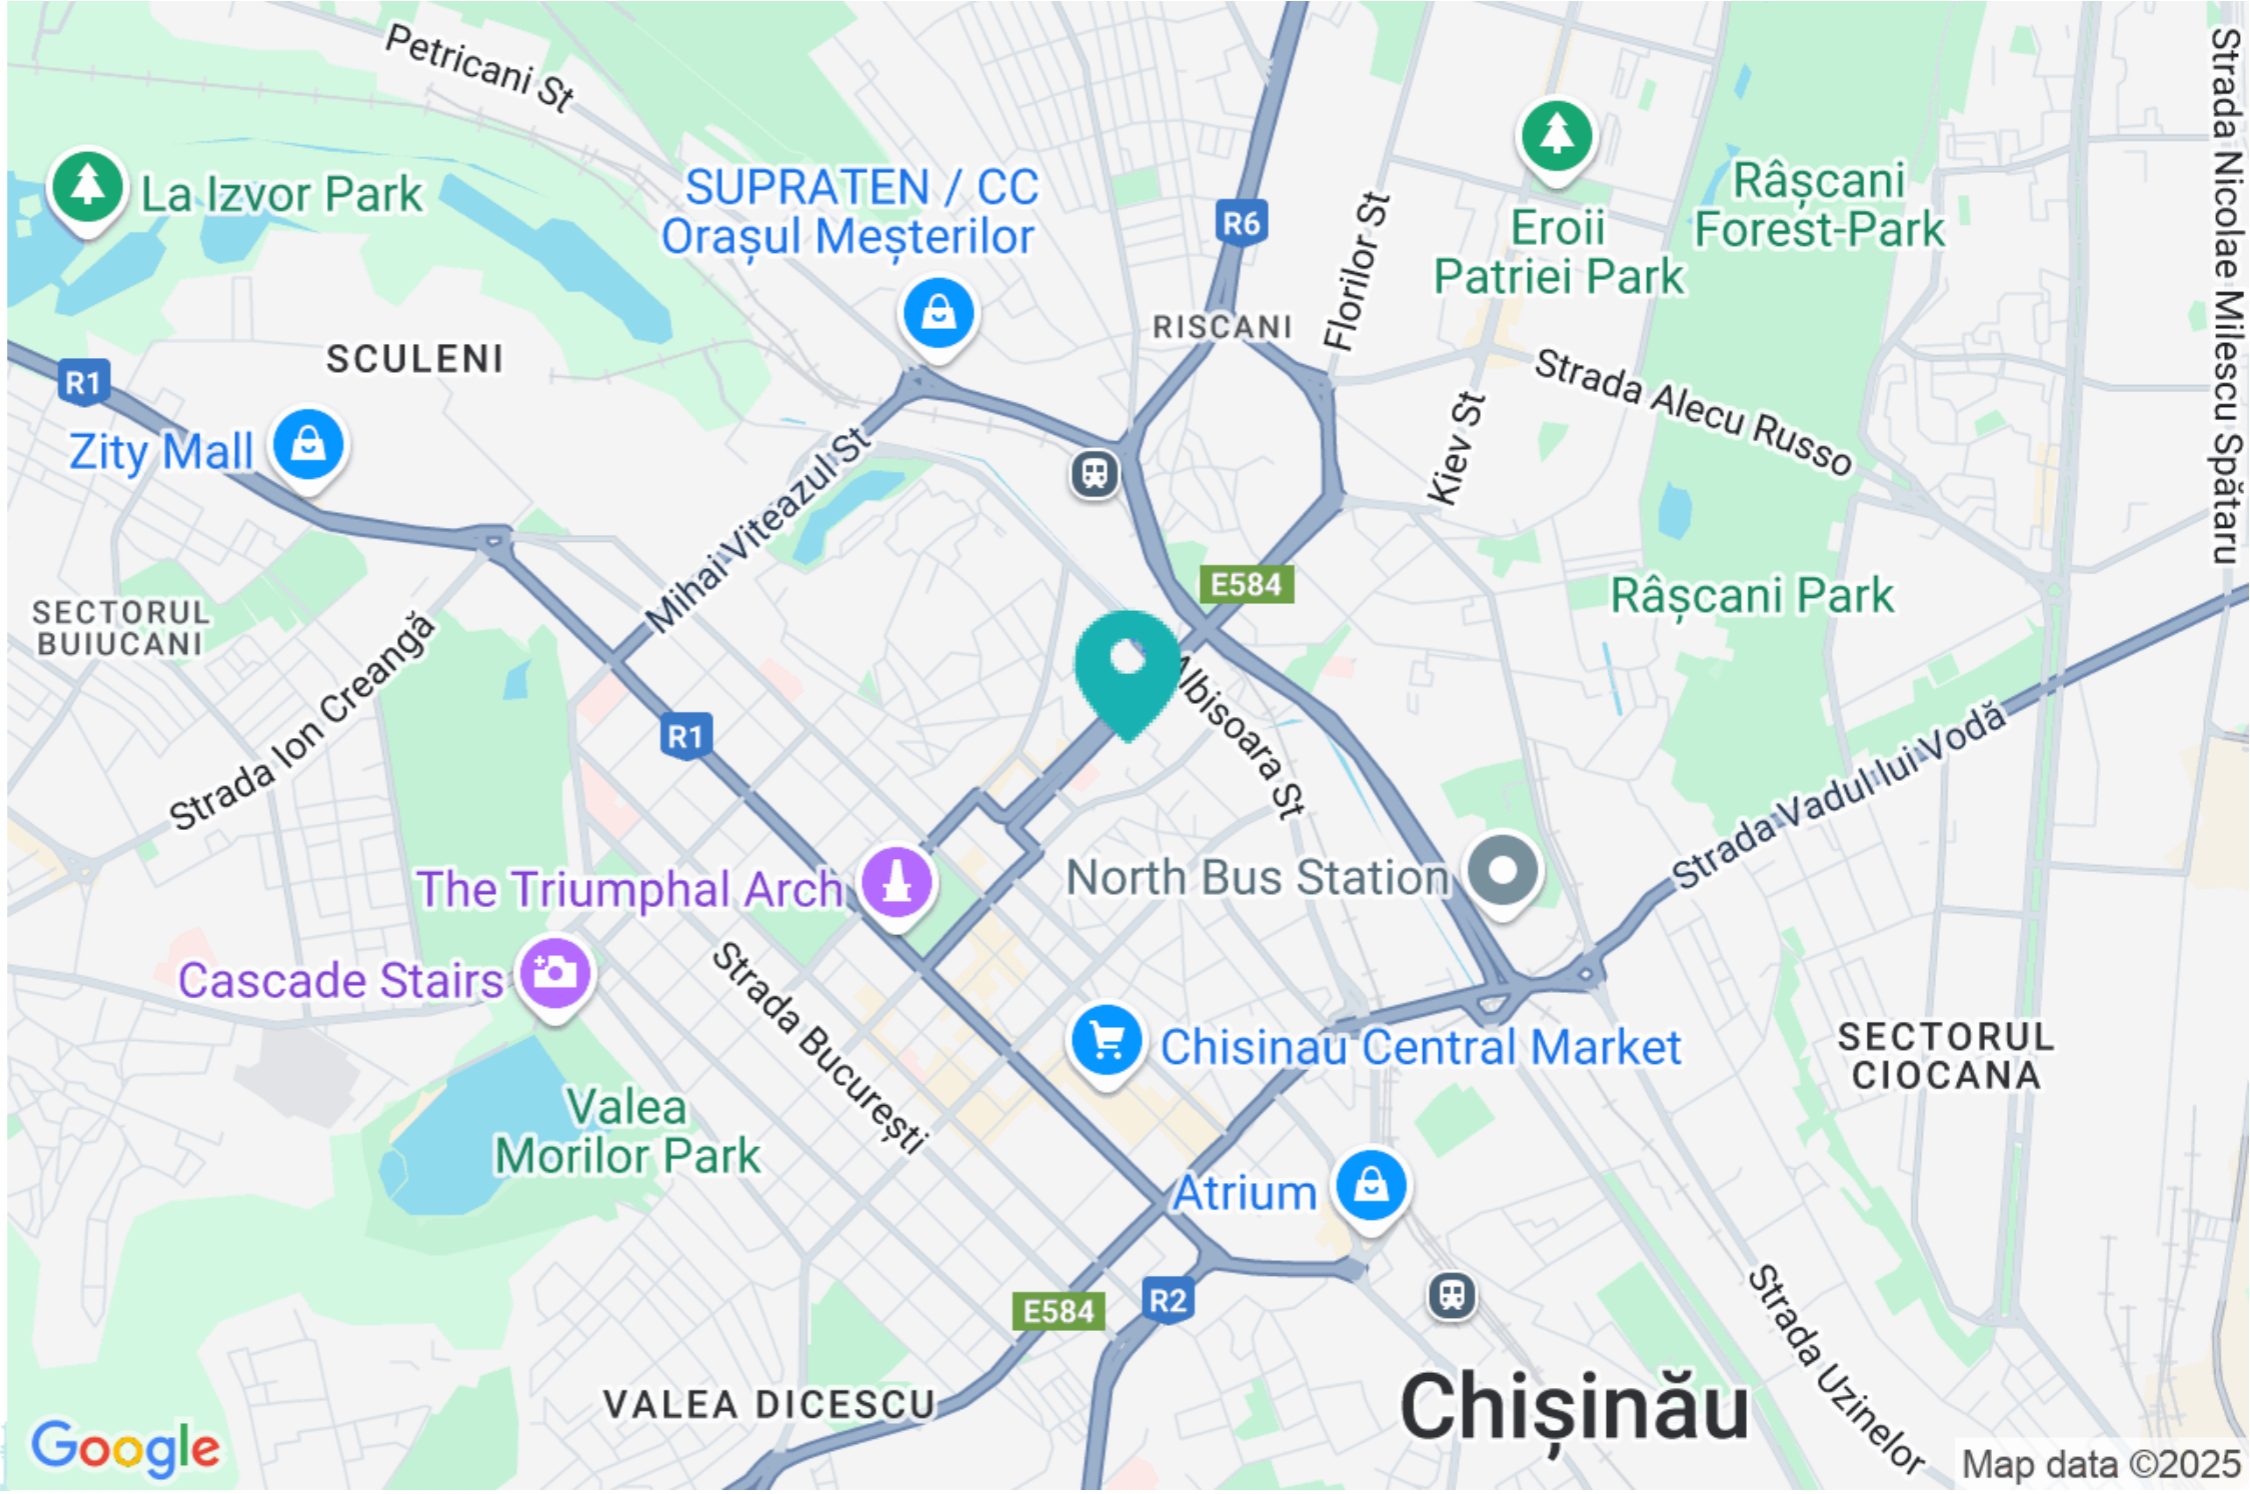 Petricani St
Strada Nicolae Milescu Spătaru
La Izvor Park
SUPRATEN / CC
Orașul Meșterilor
R6
Florilor St
Eroii
Patriei Park
Râșcani
Forest-Park
RISCANI
SCULENI
R1
Zity Mall
Mihai Viteazul St
Kiev St
Strada Alecu Russo
E584
Râșcani Park
SECTORUL
BUIUCANI
Strada Ion Creangă
R1
Albisoara St
Strada Vadul lui Vodă
The Triumphal Arch
North Bus Station
Cascade Stairs
Strada București
Chisinau Central Market
SECTORUL
CIOCANA
Valea
Morilor Park
Atrium
E584
R2
Strada Uzinelor
VALEA DICESCU
Chișinău
Google
Map data ©2025